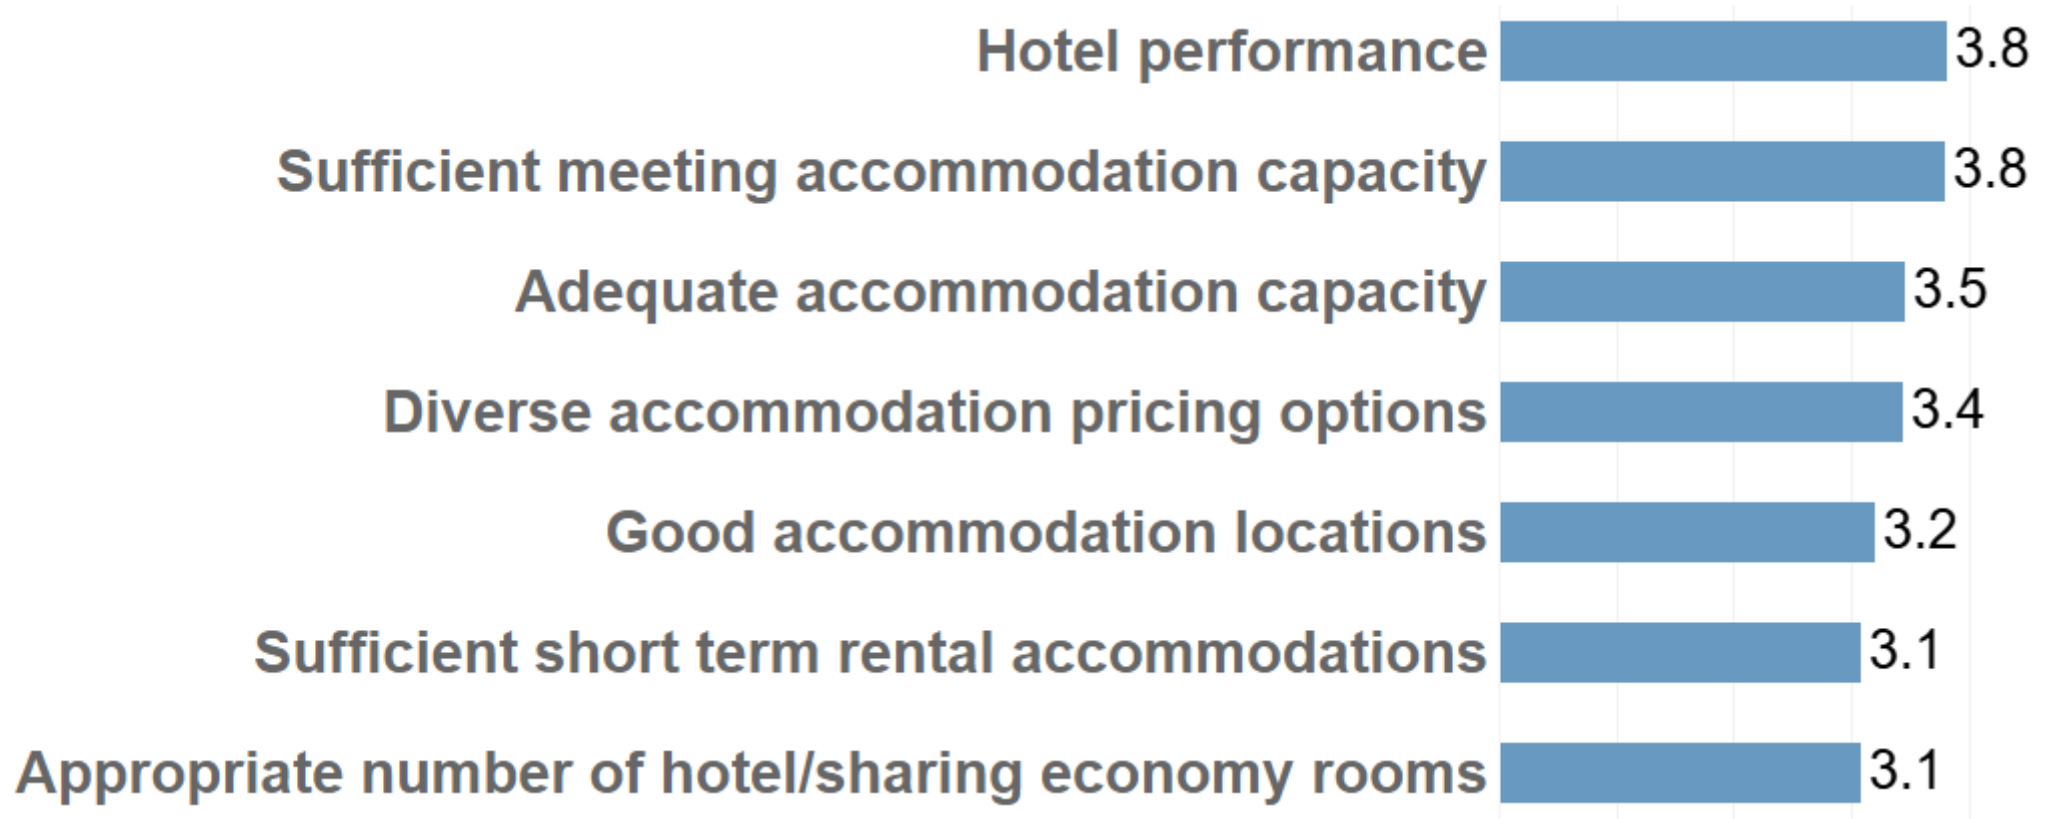 Hotel performance 3.8
Sufficient meeting accommodation capacity 3.8
Adequate accommodation capacity 3.5
Diverse accommodation pricing options 3.4
Good accommodation locations 3.2
Sufficient short term rental accommodations 3.1
Appropriate number of hotel/sharing economy rooms 3.1